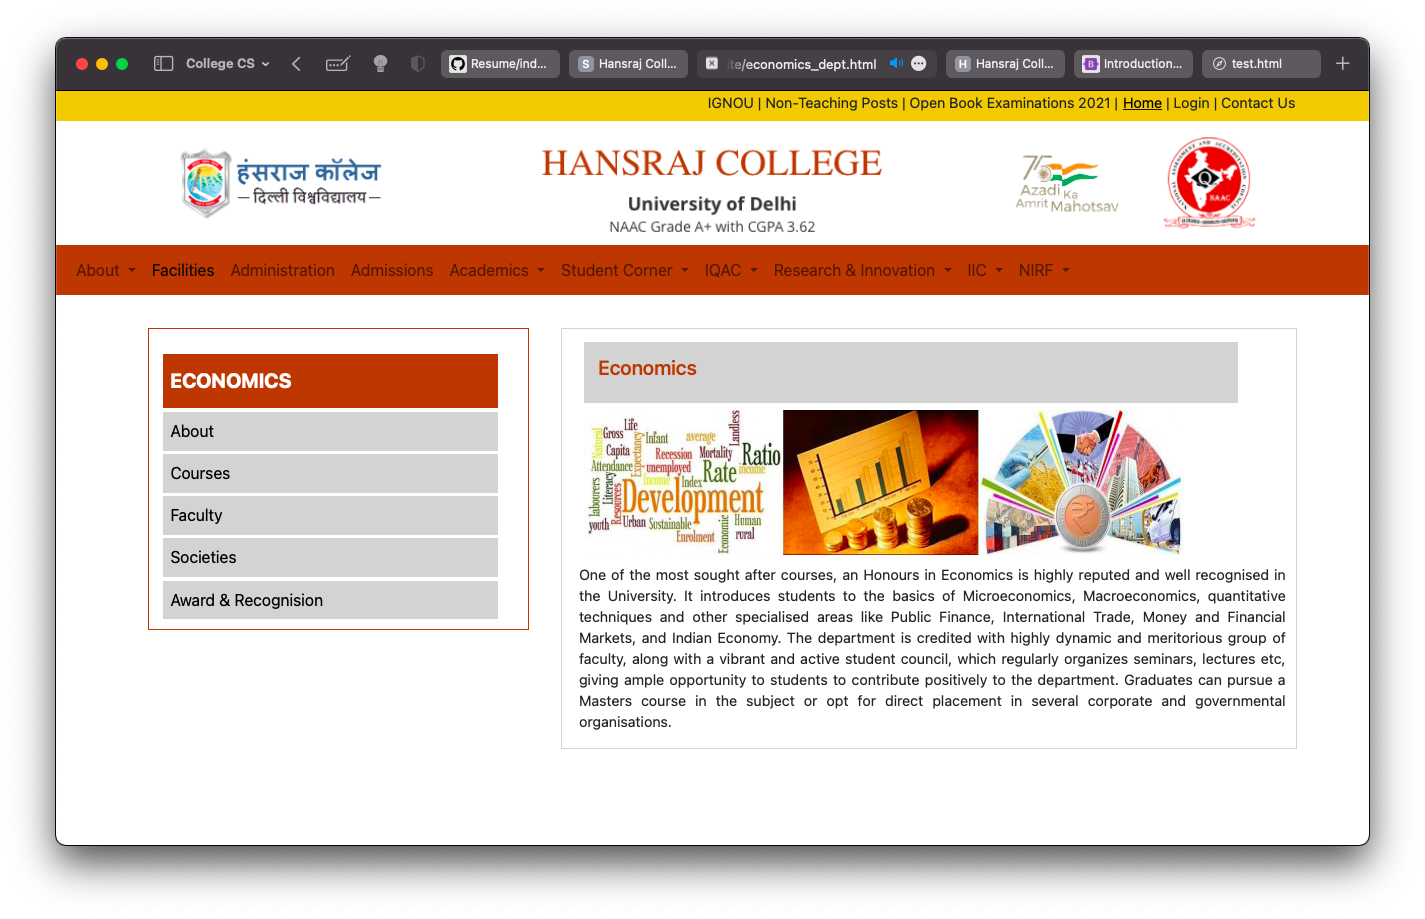 College CS
Resume/ind...
S Hansraj Coll...
te/economics_dept.html
H Hansraj Coll...
B Introduction...
test.html
IGNOU | Non-Teaching Posts | Open Book Examinations 2021 | Home | Login | Contact Us
हंसराज कॉलेज
दिल्ली विश्वविद्यालय
HANSRAJ COLLEGE
University of Delhi
NAAC Grade A+ with CGPA 3.62
75
Azadi Ka
Amrit Mahotsav
NATIONAL ASSESSMENT AND ACCREDITATION COUNCIL
NAAC
About Facilities Administration Admissions Academics Student Corner IQAC Research & Innovation IIC NIRF
ECONOMICS
About
Courses
Faculty
Societies
Award & Recognision
Economics
Natural
Gross
Life
Capita
Expectancy
Infant
average
Landless
Recession
Mortality
Ratio
Attendance
unemployed
Rate
income
labourers
Literacy
Income
Index
Resources
Development
youth
Urban
Sustainable
Economic
Human
Enrolment
rural
One of the most sought after courses, an Honours in Economics is highly reputed and well recognised in
the University. It introduces students to the basics of Microeconomics, Macroeconomics, quantitative
techniques and other specialised areas like Public Finance, International Trade, Money and Financial
Markets, and Indian Economy. The department is credited with highly dynamic and meritorious group of
faculty, along with a vibrant and active student council, which regularly organizes seminars, lectures etc,
giving ample opportunity to students to contribute positively to the department. Graduates can pursue a
Masters course in the subject or opt for direct placement in several corporate and governmental
organisations.